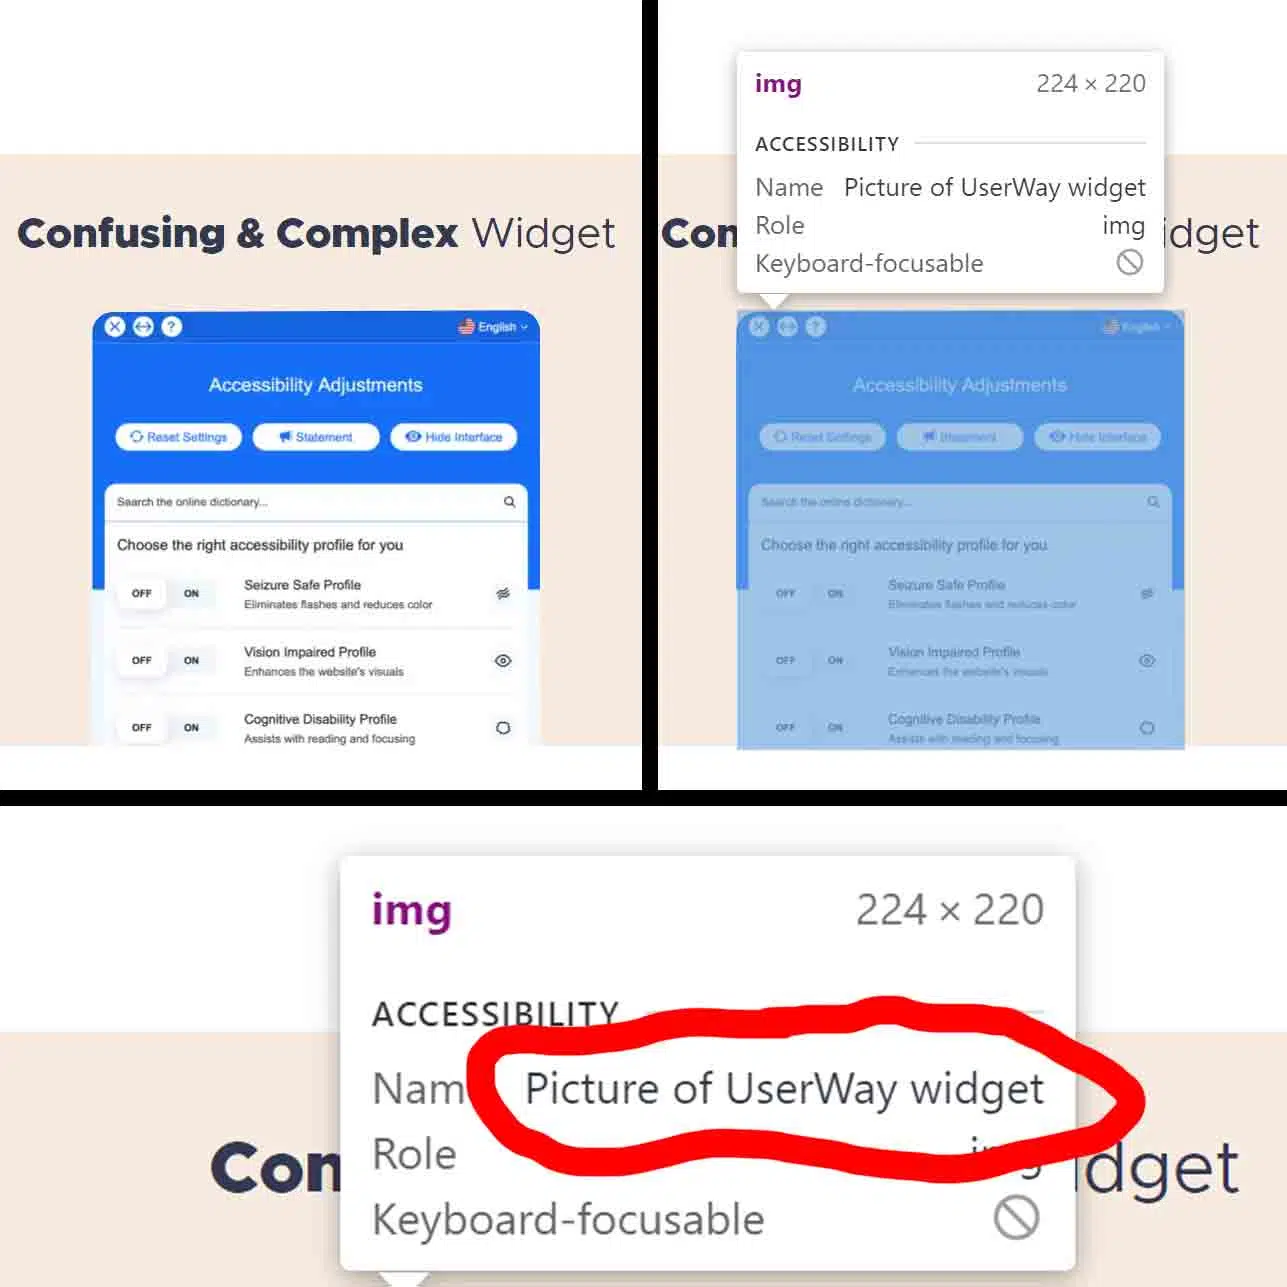 Confusing & Complex Widget
English
Accessibility Adjustments
Reset Settings
Statement
Hide Interface
Search the online dictionary...
Choose the right accessibility profile for you
OFF ON Seizure Safe Profile
Eliminates flashes and reduces color
OFF ON Vision Impaired Profile
Enhances the website's visuals
OFF ON Cognitive Disability Profile
Assists with reading and focusing
img 224 × 220
ACCESSIBILITY
Name Picture of UserWay widget
Role img
Keyboard-focusable
Con idget
English
Accessibility Adjustments
Reset Settings
Statement
Hide Interface
Search the online dictionary...
Choose the right accessibility profile for you
OFF ON Seizure Safe Profile
Eliminates flashes and reduces color
OFF ON Vision Impaired Profile
Enhances the website's visuals
OFF ON Cognitive Disability Profile
Assists with reading and focusing
img 224 × 220
ACCESSIBILITY
Nam Picture of UserWay widget
Role img
Keyboard-focusable
Con idget